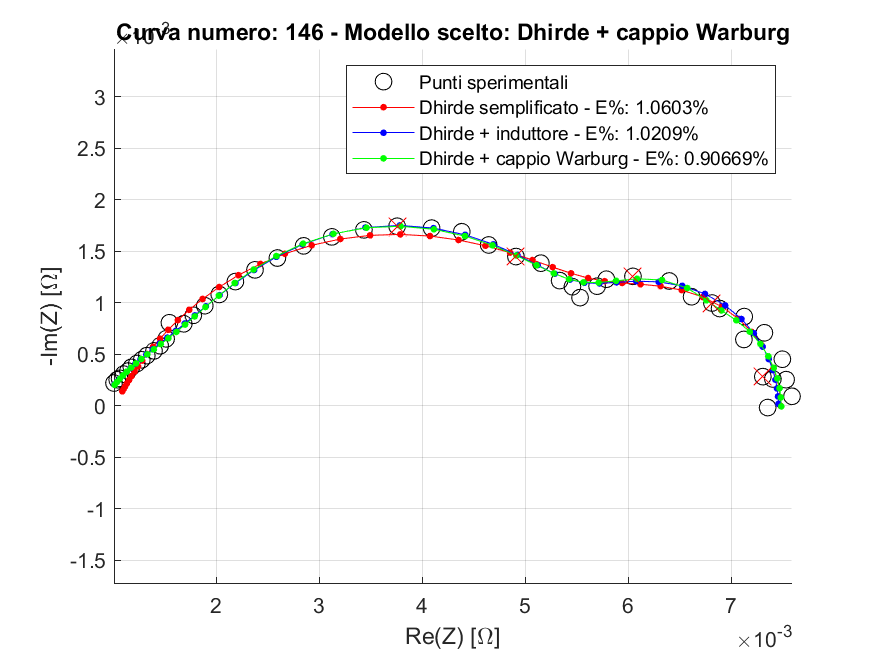 Curva numero: 146 - Modello scelto: Dhirde + cappio Warburg
×10⁻³
Punti sperimentali
Dhirde semplificato - E%: 1.0603%
Dhirde + induttore - E%: 1.0209%
Dhirde + cappio Warburg - E%: 0.90669%
3
2.5
2
1.5
1
0.5
0
-0.5
-1
-1.5
-Im(Z) [Ω]
2 3 4 5 6 7
Re(Z) [Ω]
×10⁻³